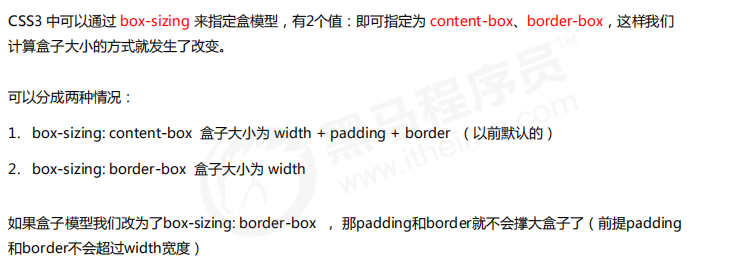 CSS3 中可以通过 box-sizing 来指定盒模型，有2个值：即可指定为 content-box、border-box，这样我们
计算盒子大小的方式就发生了改变。
可以分成两种情况：
1. box-sizing: content-box 盒子大小为 width + padding + border （以前默认的）
2. box-sizing: border-box 盒子大小为 width
如果盒子模型我们改为了box-sizing: border-box ， 那padding和border就不会撑大盒子了（前提padding
和border不会超过width宽度）
黑马程序员™